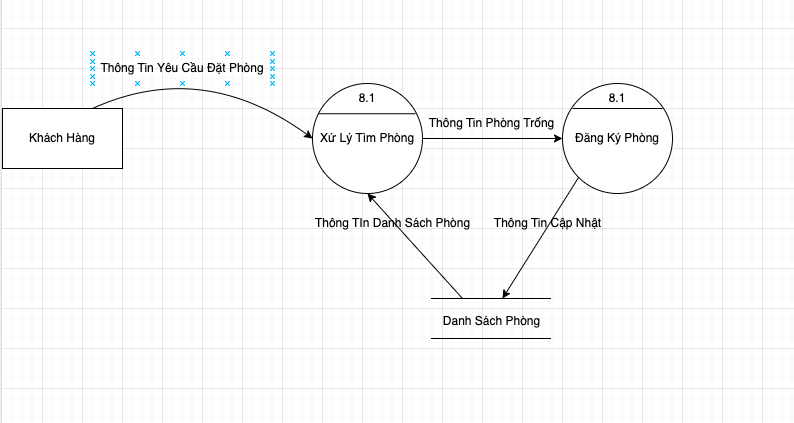 Thông Tin Yêu Cầu Đặt Phòng
Khách Hàng
8.1
Xứ Lý Tìm Phòng
Thông Tin Phòng Trống
8.1
Đăng Ký Phòng
Thông TIn Danh Sách Phòng
Thông Tin Cập Nhật
Danh Sách Phòng